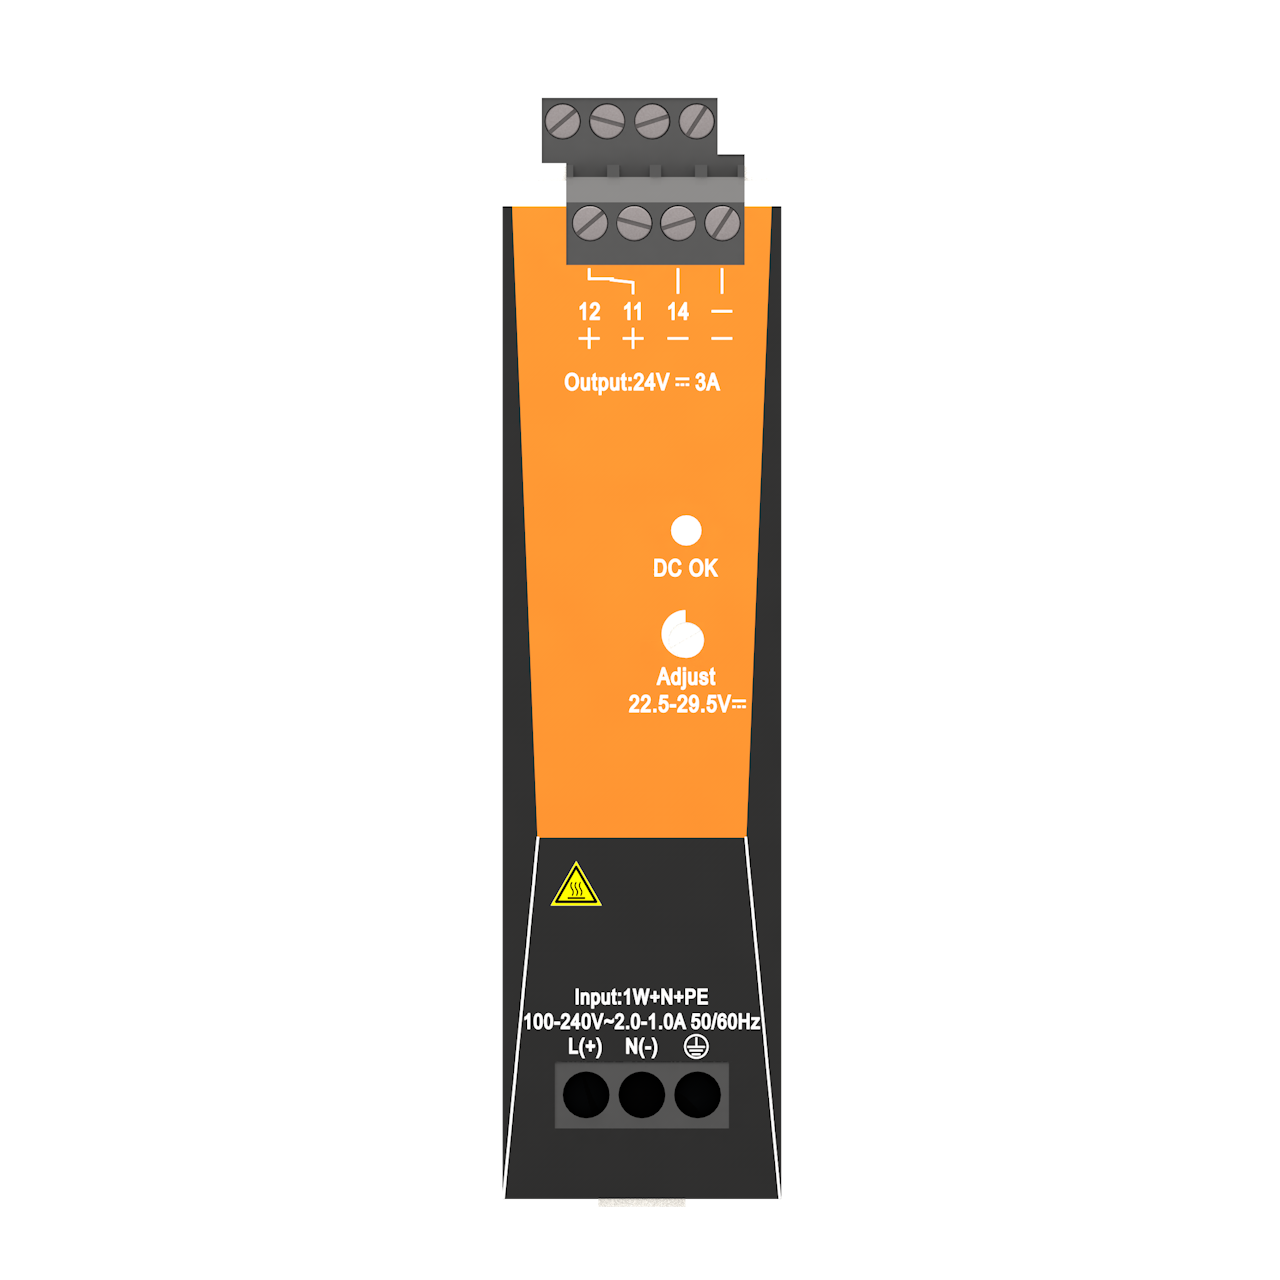 12 11 14 —
+ + — —
Output:24V ⎓ 3A
DC OK
Adjust
22.5-29.5V⎓
Input:1W+N+PE
100-240V~2.0-1.0A 50/60Hz
L(+) N(-)